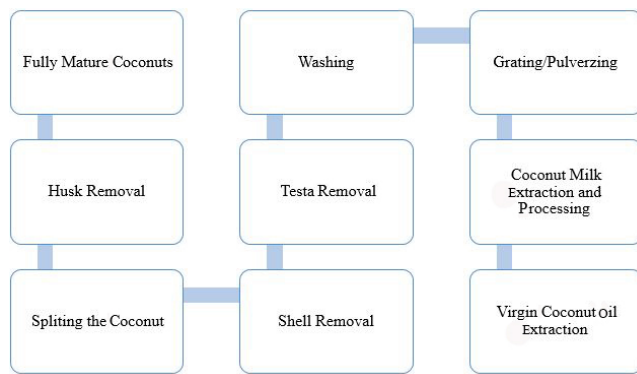 Fully Mature Coconuts
Husk Removal
Spliting the Coconut
Shell Removal
Testa Removal
Washing
Grating/Pulverzing
Coconut Milk
Extraction and
Processing
Virgin Coconut Oil
Extraction